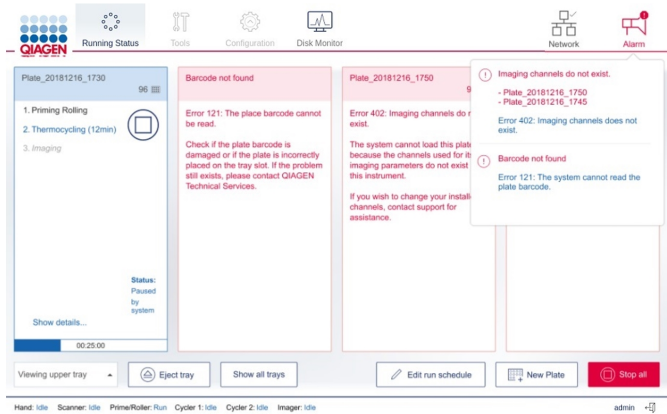 QIAGEN
Running Status
Tools
Configuration
Disk Monitor
Network
Alarm
Plate_20181216_1730
96
1. Priming Rolling
2. Thermocycling (12min)
3. Imaging
Status:
Paused
by
system
Show details...
00:25:00
Barcode not found
Error 121: The place barcode cannot
be read.
Check if the plate barcode is
damaged or if the plate is incorrectly
placed on the tray slot. If the problem
still exists, please contact QIAGEN
Technical Services.
Plate_20181216_1750
9
Error 402: Imaging channels do r
exist.
The system cannot load this plate
because the channels used for its
imaging parameters do not exist
this instrument.
If you wish to change your install
channels, contact support for
assistance.
Imaging channels do not exist.
- Plate_20181216_1750
- Plate_20181216_1745
Error 402: Imaging channels does not
exist.
Barcode not found
Error 121: The system cannot read the
plate barcode.
Viewing upper tray
Eject tray
Show all trays
Edit run schedule
New Plate
Stop all
Hand: Idle Scanner: Idle Prime/Roller: Run Cycler 1: Idle Cycler 2: Idle Imager: Idle
admin